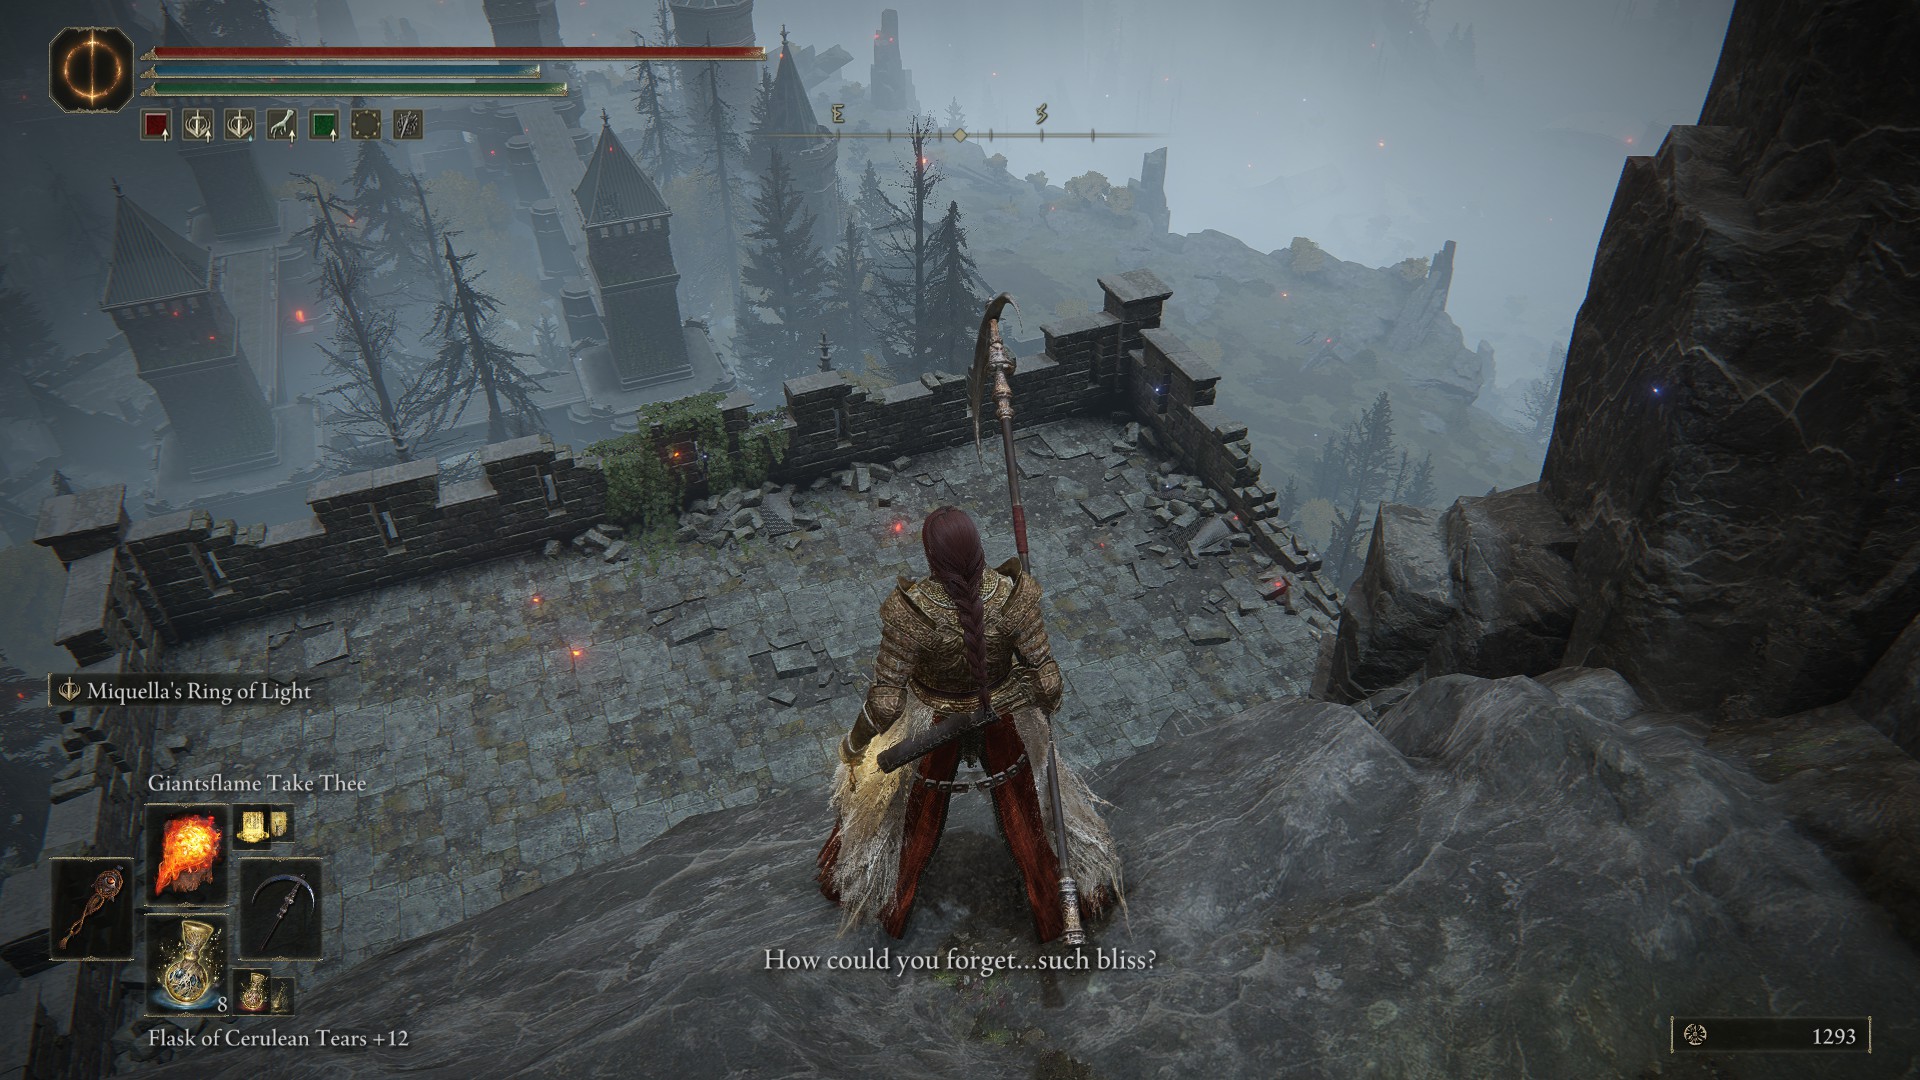 E
S
Miquella's Ring of Light
Giantsflame Take Thee
8
How could you forget...such bliss?
Flask of Cerulean Tears +12
1293